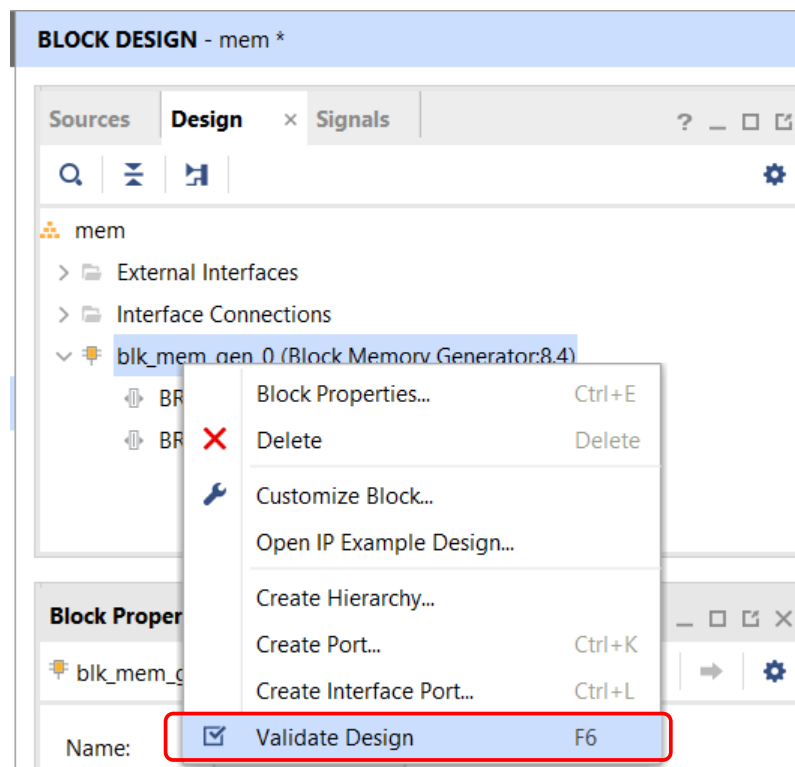 BLOCK DESIGN - mem *
Sources Design × Signals ?
mem
External Interfaces
Interface Connections
blk_mem_gen_0 (Block Memory Generator:8.4)
BR
BR
Block Properties... Ctrl+E
Delete Delete
Customize Block...
Open IP Example Design...
Create Hierarchy...
Create Port... Ctrl+K
Create Interface Port... Ctrl+L
Validate Design F6
Block Proper
blk_mem_g
Name: